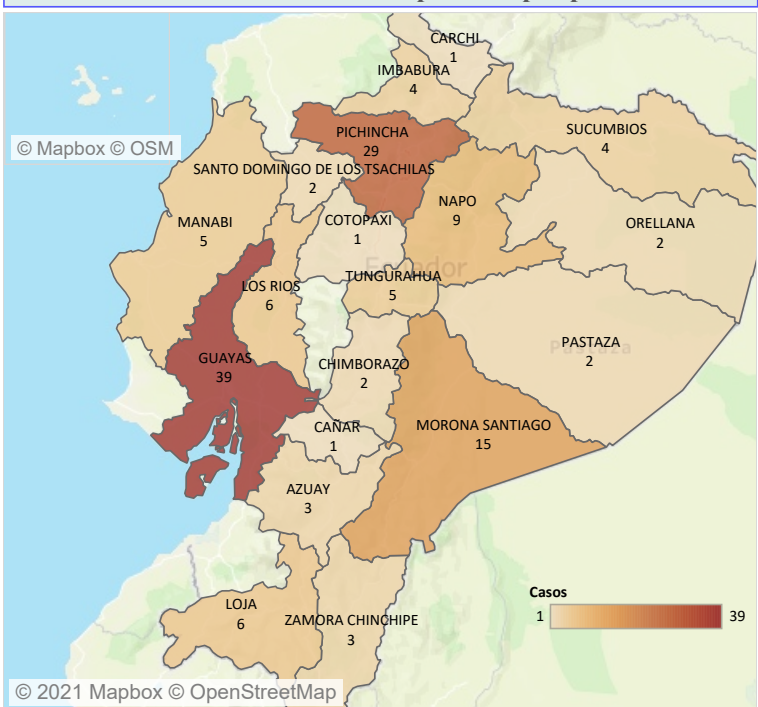 CARCHI
1
IMBABURA
4
© Mapbox © OSM
PICHINCHA
29
SUCUMBIOS
4
SANTO DOMINGO DE LOS TSACHILAS
2
NAPO
9
MANABI
5
COTOPAXI
1
ORELLANA
2
Ecuador
TUNGURAHUA
5
LOS RIOS
6
PASTAZA
2
Pastaza
GUAYAS
39
CHIMBORAZO
2
CAÑAR
1
MORONA SANTIAGO
15
AZUAY
3
Casos
1
39
LOJA
6
ZAMORA CHINCHIPE
3
© 2021 Mapbox © OpenStreetMap